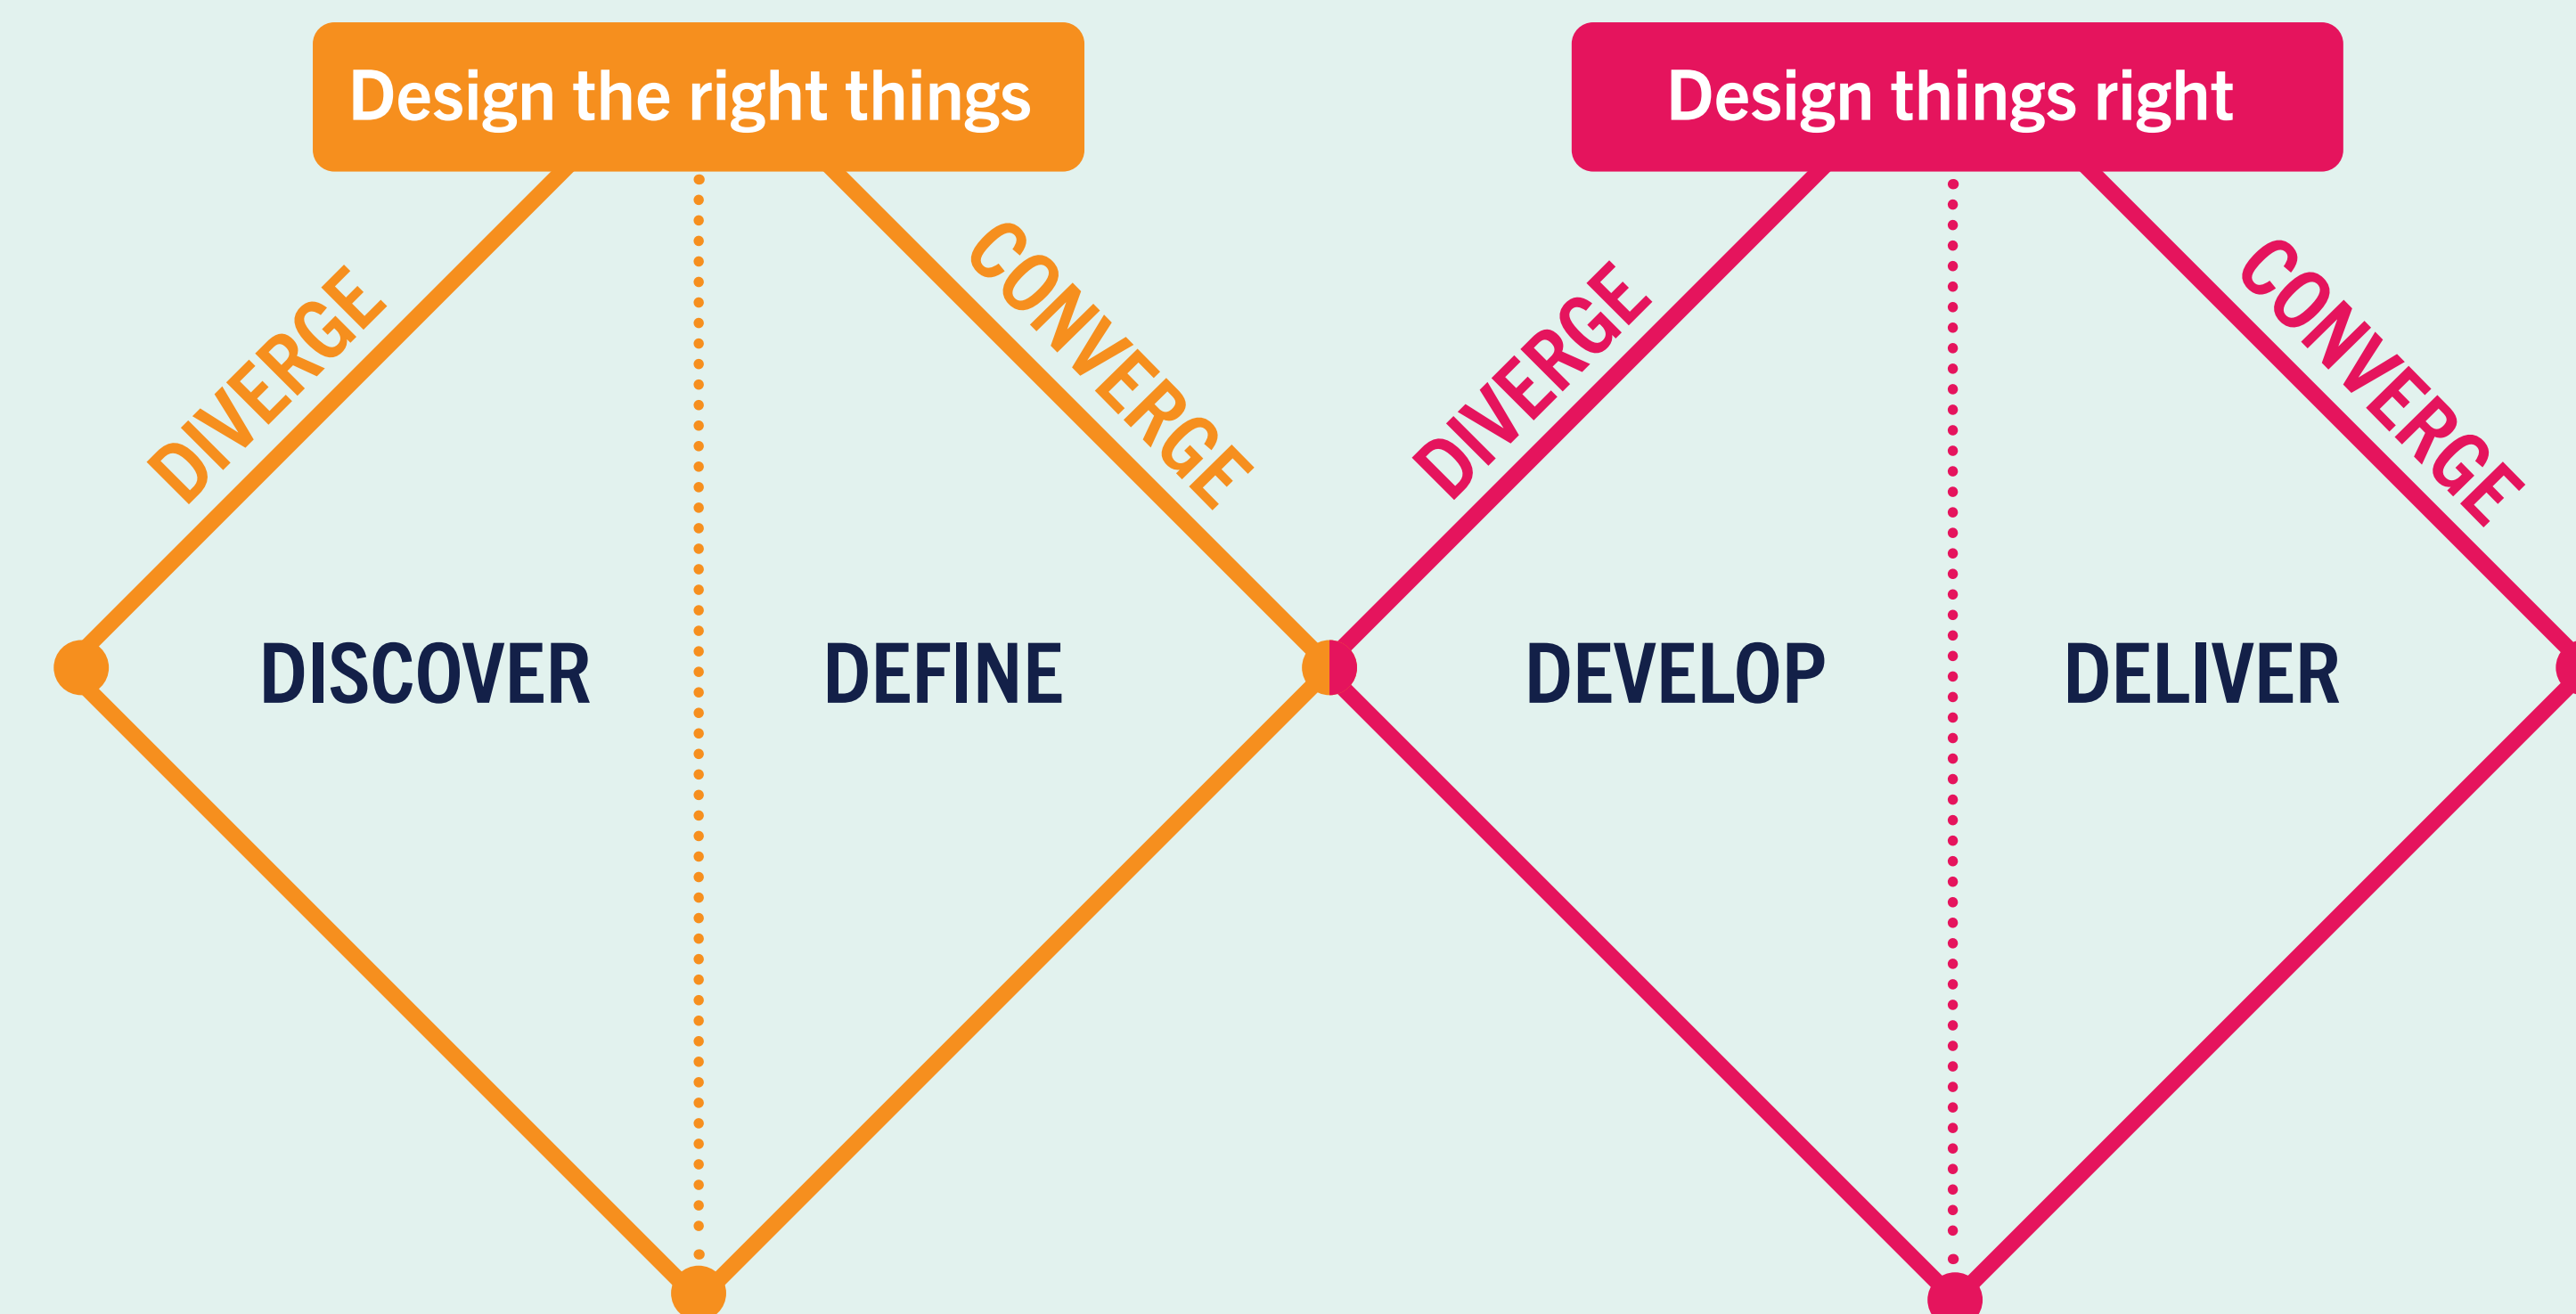 Design the right things
Design things right
DIVERGE
CONVERGE
DIVERGE
CONVERGE
DISCOVER
DEFINE
DEVELOP
DELIVER